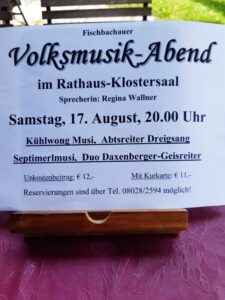 Fischbachauer
Volksmusik-Abend
im Rathaus-Klostersaal
Sprecherin: Regina Wallner
Samstag, 17. August, 20.00 Uhr
Kühlwong Musi, Abtsreiter Dreigsang
Septimerlmusi, Duo Daxenberger-Geisreiter
Unkostenbeitrag: € 12,- Mit Kurkarte: € 11,-
Reservierungen sind über Tel. 08028/2594 möglich!